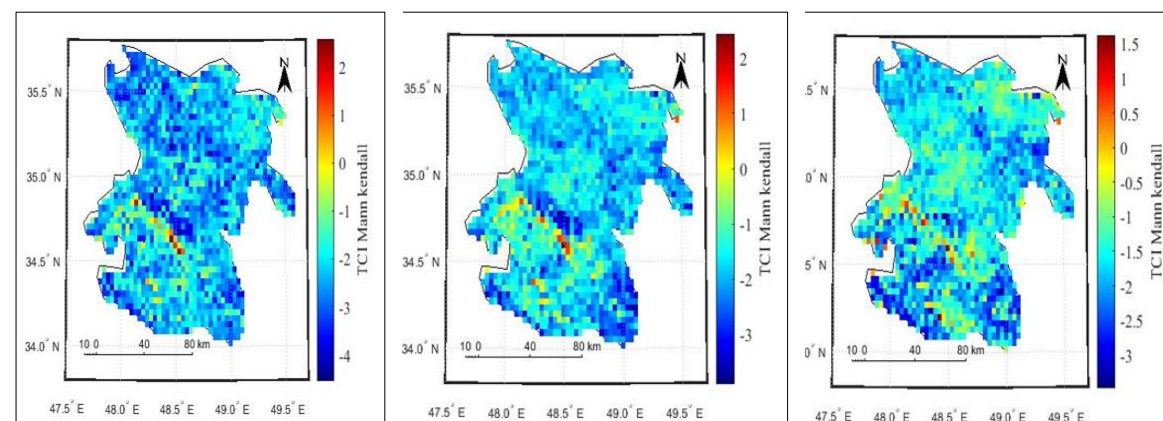 N
35.5° N
35.0° N
34.5° N
34.0° N
10 0 40 80 km
47.5° E 48.0° E 48.5° E 49.0° E 49.5° E
2
1
0
-1
-2
-3
-4
TCI Mann kendall
N
35.5° N
35.0° N
34.5° N
34.0° N
10 0 40 80 km
47.5° E 48.0° E 48.5° E 49.0° E 49.5° E
2
1
0
-1
-2
-3
TCI Mann kendall
N
5° N
0° N
5° N
0° N
10 0 40 80 km
47.5° E 48.0° E 48.5° E 49.0° E 49.5° E
1.5
1
0.5
0
-0.5
-1
-1.5
-2
-2.5
-3
TCI Mann kendall